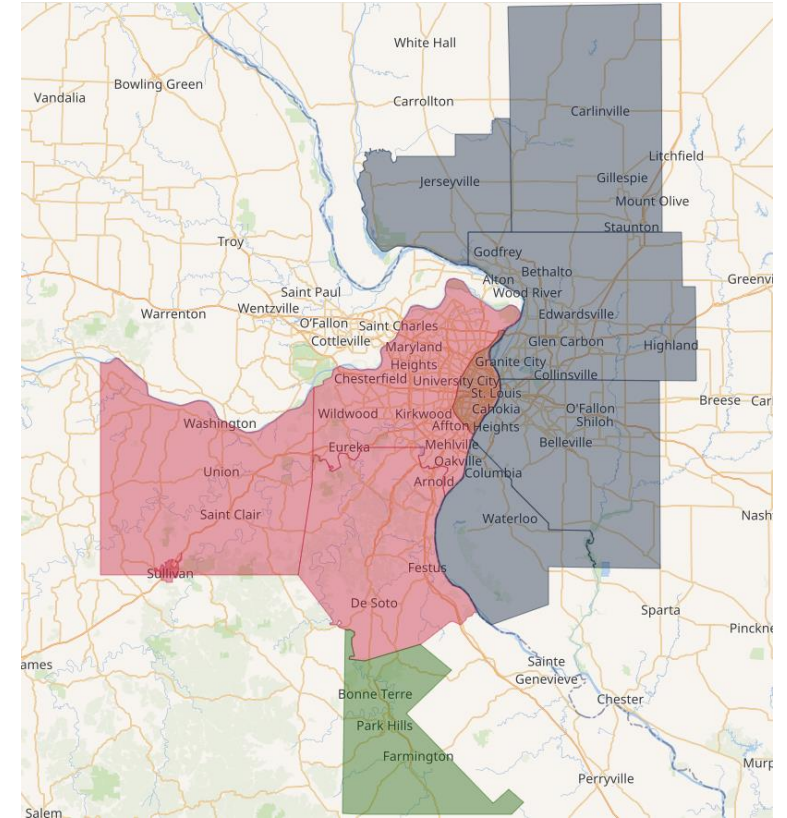 White Hall
Bowling Green
Vandalia
Carrollton
Carlinville
Litchfield
Jerseyville
Gillespie
Mount Olive
Staunton
Troy
Godfrey
Bethalto
Alton
Greenvi
Saint Paul
Wood River
Wentzville
Warrenton
Edwardsville
O'Fallon
Saint Charles
Cottleville
Glen Carbon
Maryland
Heights
Highland
Granite City
Collinsville
Chesterfield
University City
St. Louis
Breese
Car
Wildwood
Kirkwood
Cahokia
Heights
O'Fallon
Shiloh
Washington
Affton
Belleville
Eureka
Mehlville
Oakville
Union
Columbia
Arnold
Saint Clair
Waterloo
Nash
Festus
Sullivan
De Soto
Sparta
Pinckne
ames
Sainte
Genevieve
Bonne Terre
Chester
Park Hills
Farmington
Murp
Perryville
Salem